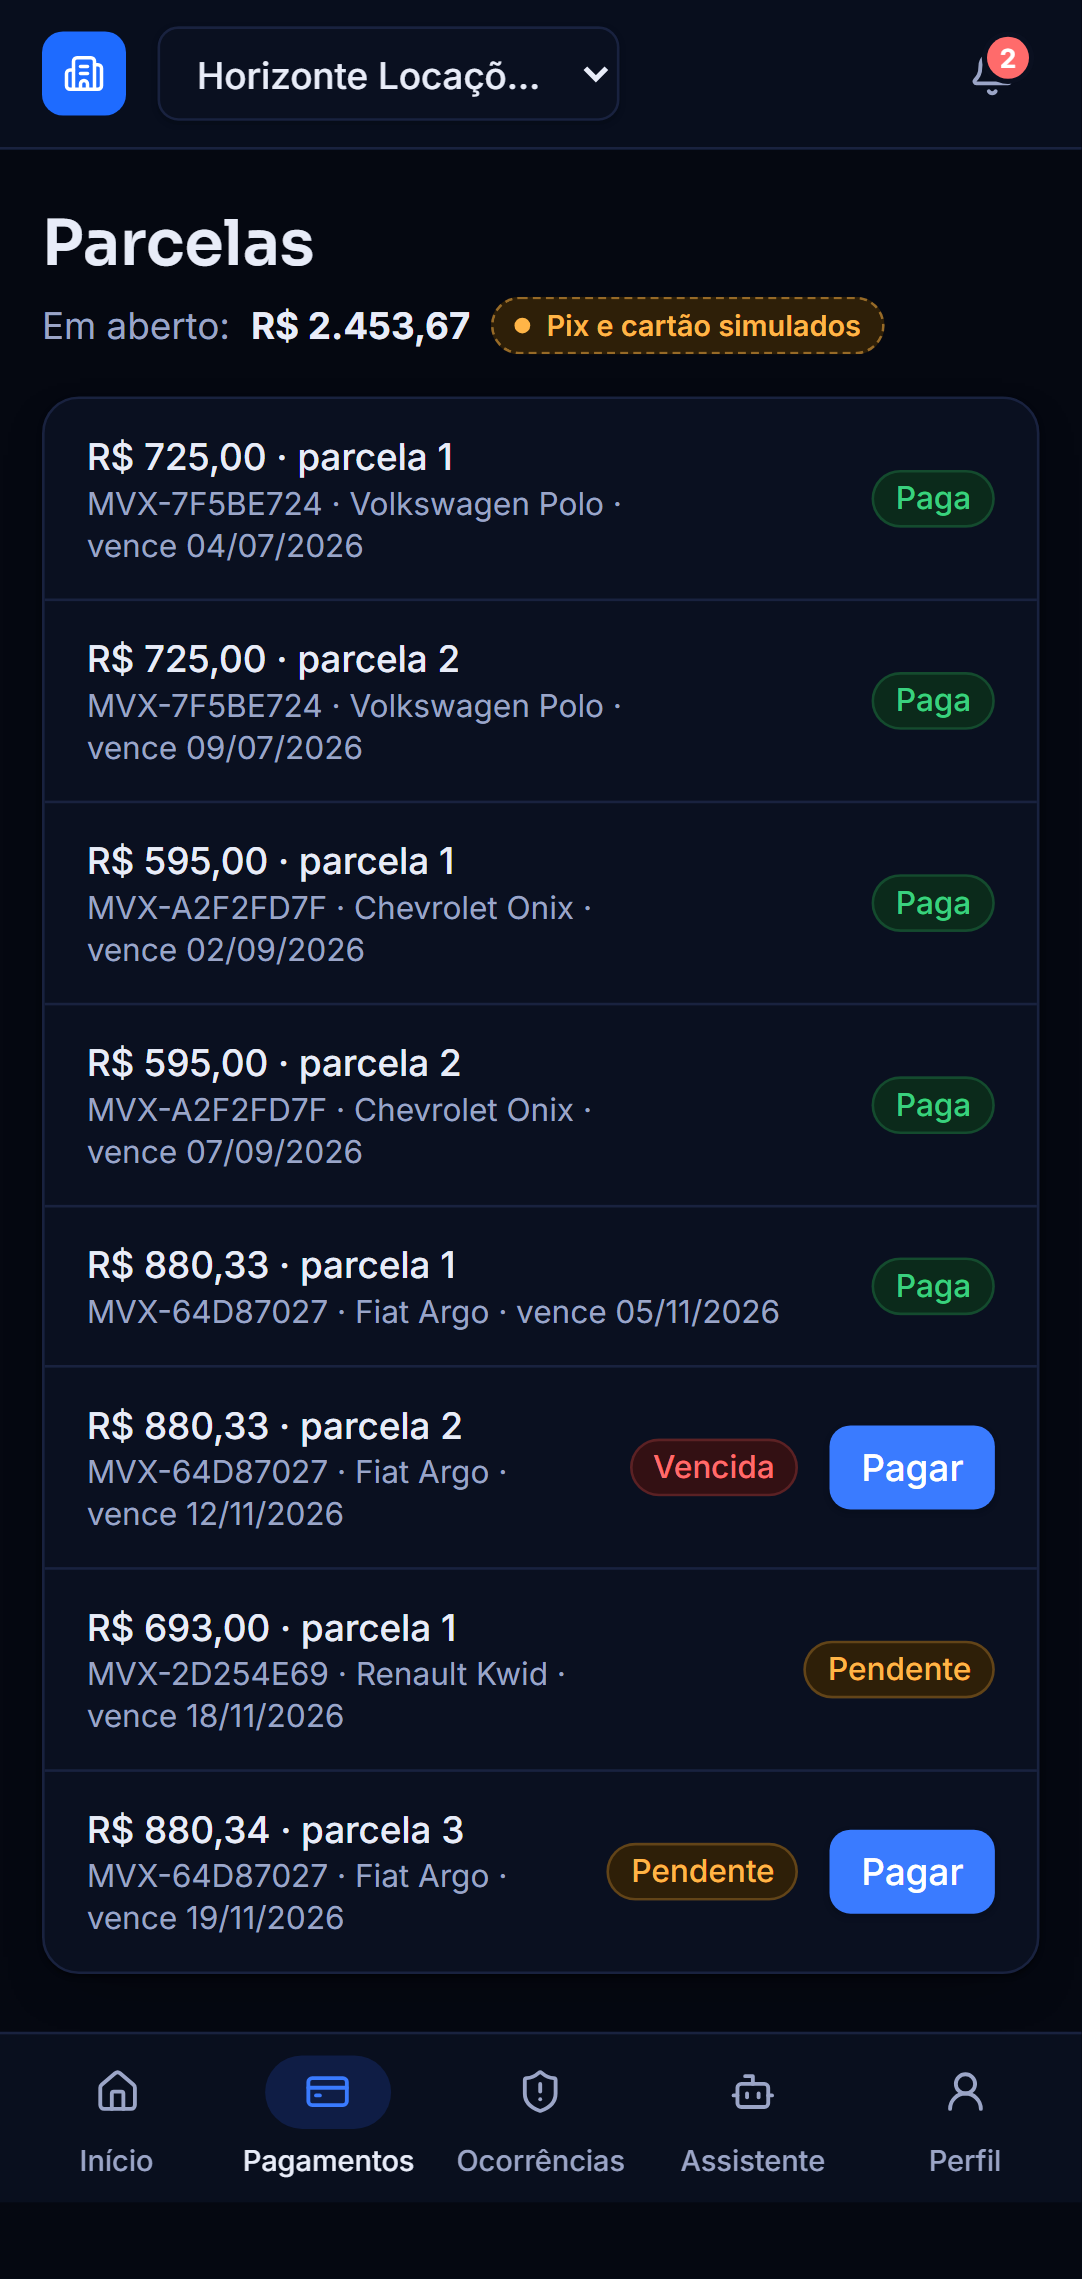 Horizonte Locaçõ...
2
Parcelas
Em aberto: R$ 2.453,67
Pix e cartão simulados
R$ 725,00 · parcela 1
MVX-7F5BE724 · Volkswagen Polo ·
vence 04/07/2026
Paga
R$ 725,00 · parcela 2
MVX-7F5BE724 · Volkswagen Polo ·
vence 09/07/2026
Paga
R$ 595,00 · parcela 1
MVX-A2F2FD7F · Chevrolet Onix ·
vence 02/09/2026
Paga
R$ 595,00 · parcela 2
MVX-A2F2FD7F · Chevrolet Onix ·
vence 07/09/2026
Paga
R$ 880,33 · parcela 1
MVX-64D87027 · Fiat Argo · vence 05/11/2026
Paga
R$ 880,33 · parcela 2
MVX-64D87027 · Fiat Argo ·
vence 12/11/2026
Vencida
Pagar
R$ 693,00 · parcela 1
MVX-2D254E69 · Renault Kwid ·
vence 18/11/2026
Pendente
R$ 880,34 · parcela 3
MVX-64D87027 · Fiat Argo ·
vence 19/11/2026
Pendente
Pagar
Início
Pagamentos
Ocorrências
Assistente
Perfil